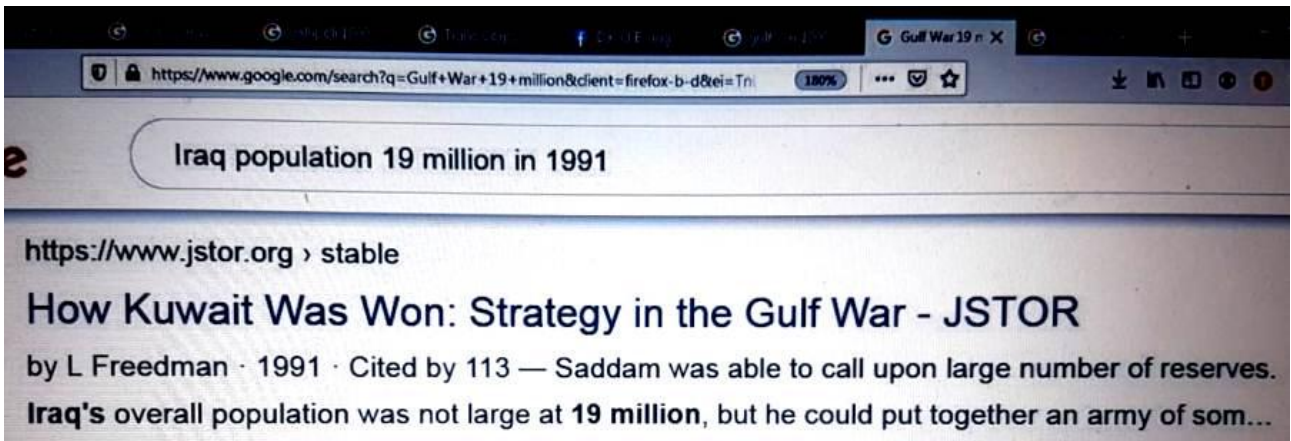 Gulf War 19 n
https://www.google.com/search?q=Gulf+War+19+million&client=firefox-b-d&ei=Tn
180%
e
Iraq population 19 million in 1991
https://www.jstor.org › stable
How Kuwait Was Won: Strategy in the Gulf War - JSTOR
by L Freedman · 1991 · Cited by 113 — Saddam was able to call upon large number of reserves.
Iraq's overall population was not large at 19 million, but he could put together an army of som...